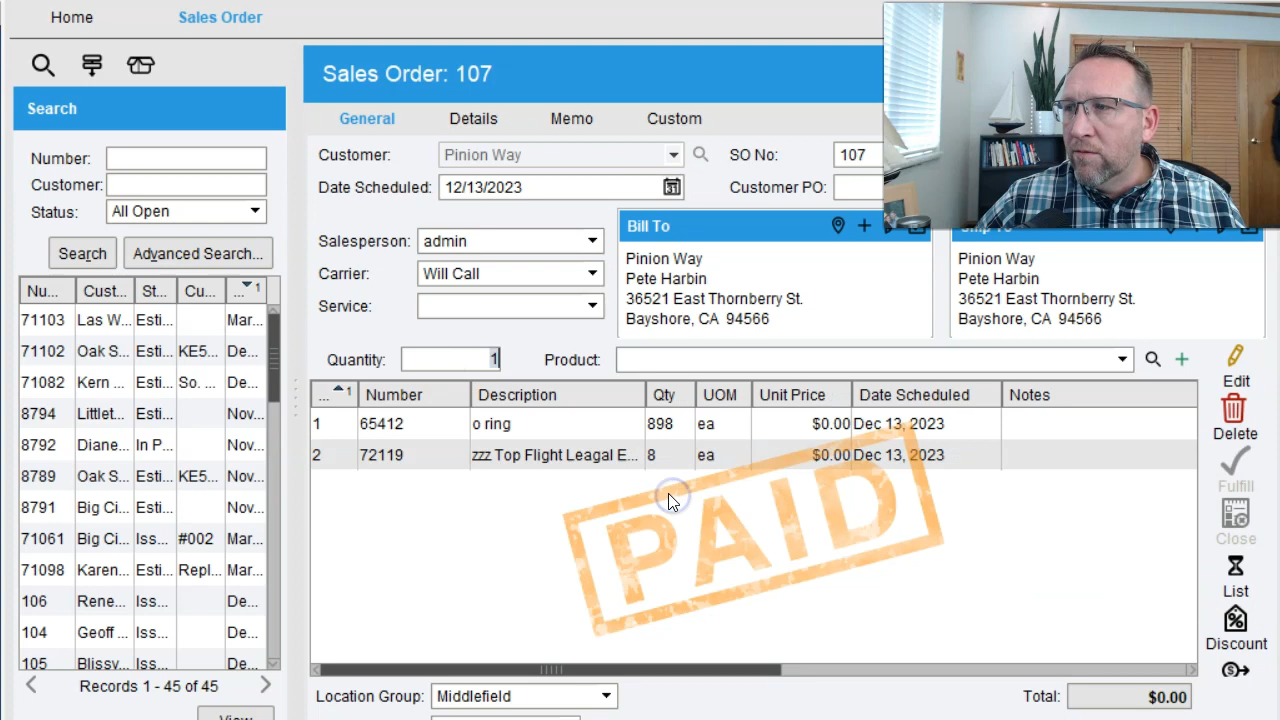 Home
Sales Order
Search
Number:
Customer:
Status:
All Open
Search
Advanced Search...
Nu...
Cust...
St...
Cu...
... 1
71103
Las W...
Esti...
Mar...
71102
Oak S...
Esti...
KE5...
De...
71082
Kern ...
Esti...
So. ...
De...
8794
Littlet...
Esti...
Nov...
8792
Diane...
In P...
Nov...
8789
Oak S...
Esti...
KE5...
Nov...
8791
Big Ci...
Esti...
Nov...
71061
Big Ci...
Iss...
#002
Mar...
71098
Karen...
Esti...
Repl...
Mar...
106
Rene...
Iss...
De...
104
Geoff ...
Iss...
De...
105
Blissy...
Iss...
De...
Records 1 - 45 of 45
View
Sales Order: 107
General
Details
Memo
Custom
Customer:
Pinion Way
SO No:
107
Date Scheduled:
12/13/2023
31
Customer PO:
Salesperson:
admin
Carrier:
Will Call
Service:
Bill To
Pinion Way
Pete Harbin
36521 East Thornberry St.
Bayshore, CA 94566
Ship To
Pinion Way
Pete Harbin
36521 East Thornberry St.
Bayshore, CA 94566
Quantity:
1
Product:
... 1
Number
Description
Qty
UOM
Unit Price
Date Scheduled
Notes
1
65412
o ring
898
ea
$0.00
Dec 13, 2023
2
72119
zzz Top Flight Leagal E...
8
ea
$0.00
Dec 13, 2023
PAID
Edit
Delete
Fulfill
Close
List
Discount
Location Group:
Middlefield
Total:
$0.00